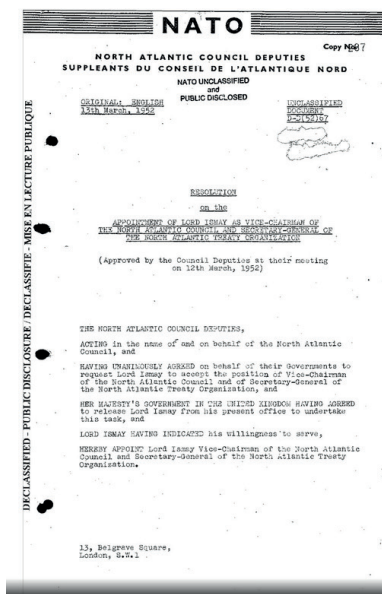 NATO
Copy No 287
NORTH ATLANTIC COUNCIL DEPUTIES
SUPPLEANTS DU CONSEIL DE L'ATLANTIQUE NORD
NATO UNCLASSIFIED
and
PUBLIC DISCLOSED
ORIGINAL: ENGLISH
13th March, 1952
UNCLASSIFIED
DOCUMENT
D-D(52)67
RESOLUTION
on the
APPOINTMENT OF LORD ISMAY AS VICE-CHAIRMAN OF
THE NORTH ATLANTIC COUNCIL AND SECRETARY-GENERAL OF
THE NORTH ATLANTIC TREATY ORGANIZATION
(Approved by the Council Deputies at their meeting
on 12th March, 1952)
THE NORTH ATLANTIC COUNCIL DEPUTIES,
ACTING in the name of and on behalf of the North Atlantic
Council, and
HAVING UNANIMOUSLY AGREED on behalf of their Governments to
request Lord Ismay to accept the position of Vice-Chairman
of the North Atlantic Council and of Secretary-General of
the North Atlantic Treaty Organization, and
HER MAJESTY'S GOVERNMENT IN THE UNITED KINGDOM HAVING AGREED
to release Lord Ismay from his present office to undertake
this task, and
LORD ISMAY HAVING INDICATED his willingness to serve,
HEREBY APPOINT Lord Ismay Vice-Chairman of the North Atlantic
Council and Secretary-General of the North Atlantic Treaty
Organization.
13, Belgrave Square,
London, S.W.1
DECLASSIFIED - PUBLIC DISCLOSURE / DECLASSIFIE - MISE EN LECTURE PUBLIQUE